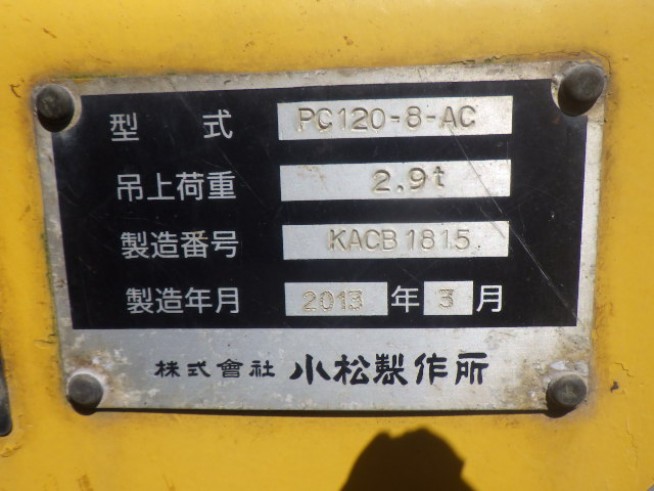 型式 PC120-8-AC
吊上荷重 2.9t
製造番号 KACB1815
製造年月 2013年3月
株式會社 小松製作所